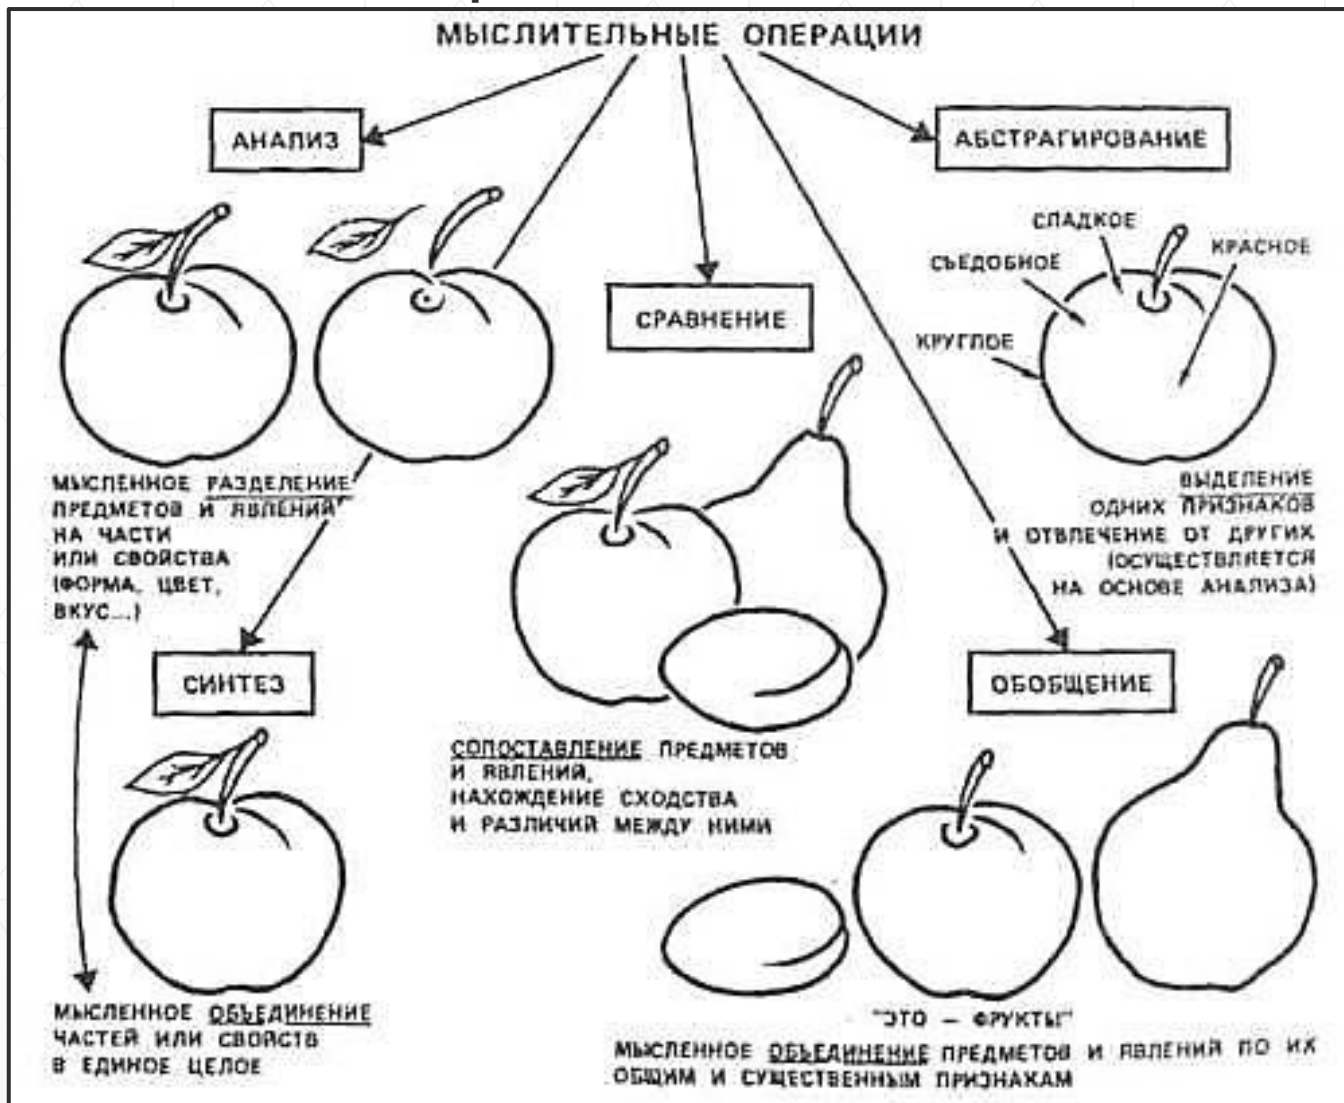 МЫСЛИТЕЛЬНЫЕ ОПЕРАЦИИ
АНАЛИЗ
АБСТРАГИРОВАНИЕ
СЛАДКОЕ
КРАСНОЕ
СЪЕДОБНОЕ
КРУГЛОЕ
СРАВНЕНИЕ
МЫСЛЕННОЕ РАЗДЕЛЕНИЕ
ПРЕДМЕТОВ И ЯВЛЕНИЙ
НА ЧАСТИ
ИЛИ СВОЙСТВА
(ФОРМА, ЦВЕТ,
ВКУС...)
ВЫДЕЛЕНИЕ
ОДНИХ ПРИЗНАКОВ
И ОТВЛЕЧЕНИЕ ОТ ДРУГИХ
(ОСУЩЕСТВЛЯЕТСЯ
НА ОСНОВЕ АНАЛИЗА)
СИНТЕЗ
МЫСЛЕННОЕ ОБЪЕДИНЕНИЕ
ЧАСТЕЙ ИЛИ СВОЙСТВ
В ЕДИНОЕ ЦЕЛОЕ
СОПОСТАВЛЕНИЕ ПРЕДМЕТОВ
И ЯВЛЕНИЙ,
НАХОЖДЕНИЕ СХОДСТВА
И РАЗЛИЧИЙ МЕЖДУ НИМИ
ОБОБЩЕНИЕ
"ЭТО – ФРУКТЫ"
МЫСЛЕННОЕ ОБЪЕДИНЕНИЕ ПРЕДМЕТОВ И ЯВЛЕНИЙ ПО ИХ
ОБЩИМ И СУЩЕСТВЕННЫМ ПРИЗНАКАМ